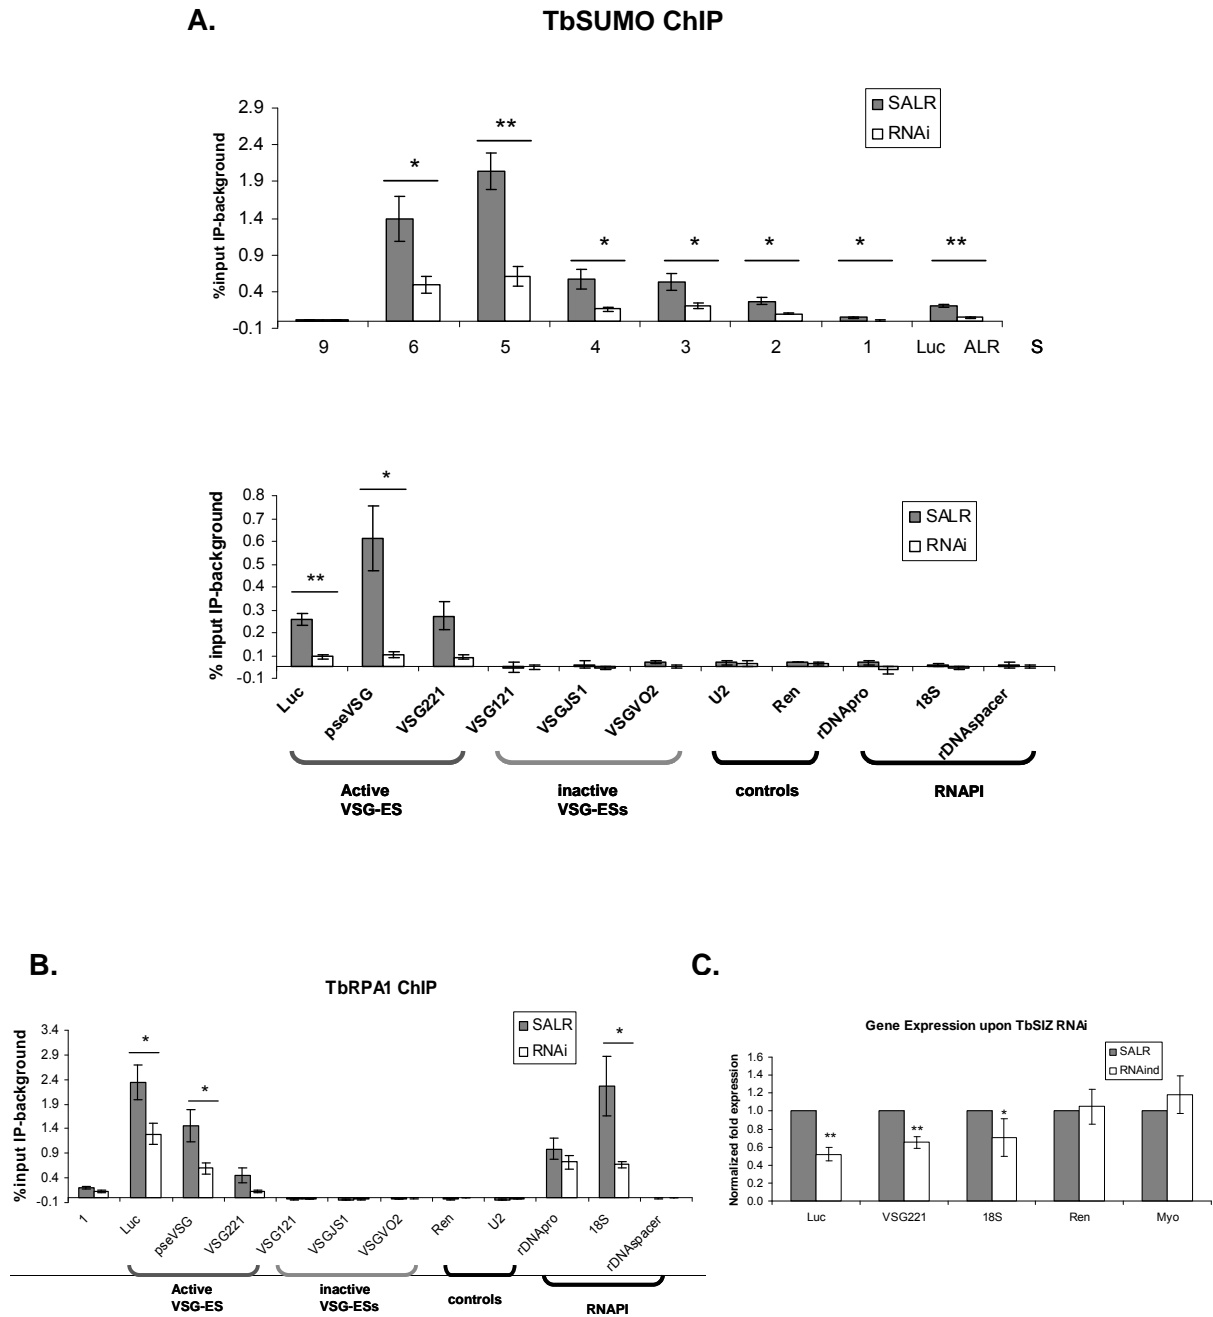 A.
TbSUMO ChIP
SALR
RNAi
%input IP-background
2.9
2.4
1.9
1.4
0.9
0.4
-0.1
*
**
*
*
*
*
**
9 6 5 4 3 2 1 Luc ALR S
SALR
RNAi
% input IP-background
0.8
0.7
0.6
0.5
0.4
0.3
0.2
0.1
-0.1
**
*
Luc pseVSG VSG221 VSG121 VSGJS1 VSGVO2 U2 Ren rDNApro 18S rDNAspacer
Active
VSG-ES
inactive
VSG-ESs
controls
RNAPI
B.
TbRPA1 ChIP
SALR
RNAi
%input IP-background
3.4
2.9
2.4
1.9
1.4
0.9
0.4
-0.1
*
*
*
1 Luc pseVSG VSG221 VSG121 VSGJS1 VSGVO2 Ren U2 rDNApro 18S rDNAspacer
Active
VSG-ES
inactive
VSG-ESs
controls
RNAPI
C.
Gene Expression upon TbSIZ RNAi
SALR
RNAind
Normalized fold expression
1.6
1.4
1.2
1.0
0.8
0.6
0.4
0.2
0.0
**
**
*
Luc VSG221 18S Ren Myo